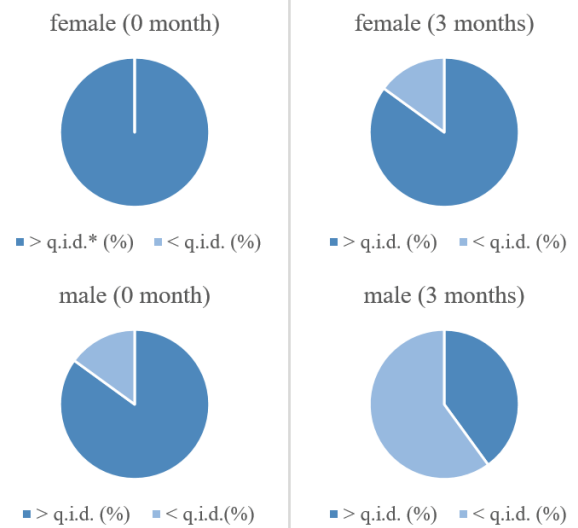 female (0 month)
female (3 months)
> q.i.d.* (%) < q.i.d. (%)
> q.i.d. (%) < q.i.d. (%)
male (0 month)
male (3 months)
> q.i.d. (%) < q.i.d.(%)
> q.i.d. (%) < q.i.d. (%)